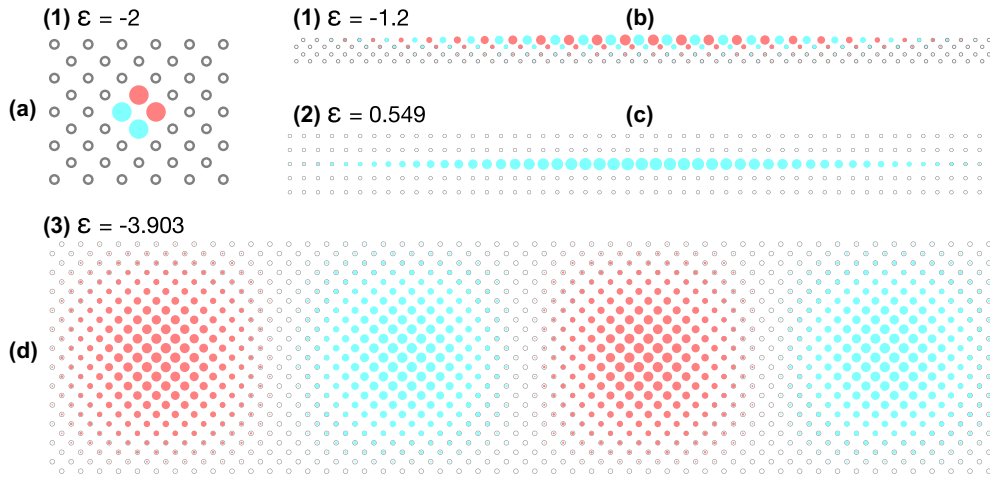 (1) ε = -2
(1) ε = -1.2
(b)
(a)
(2) ε = 0.549
(c)
(3) ε = -3.903
(d)